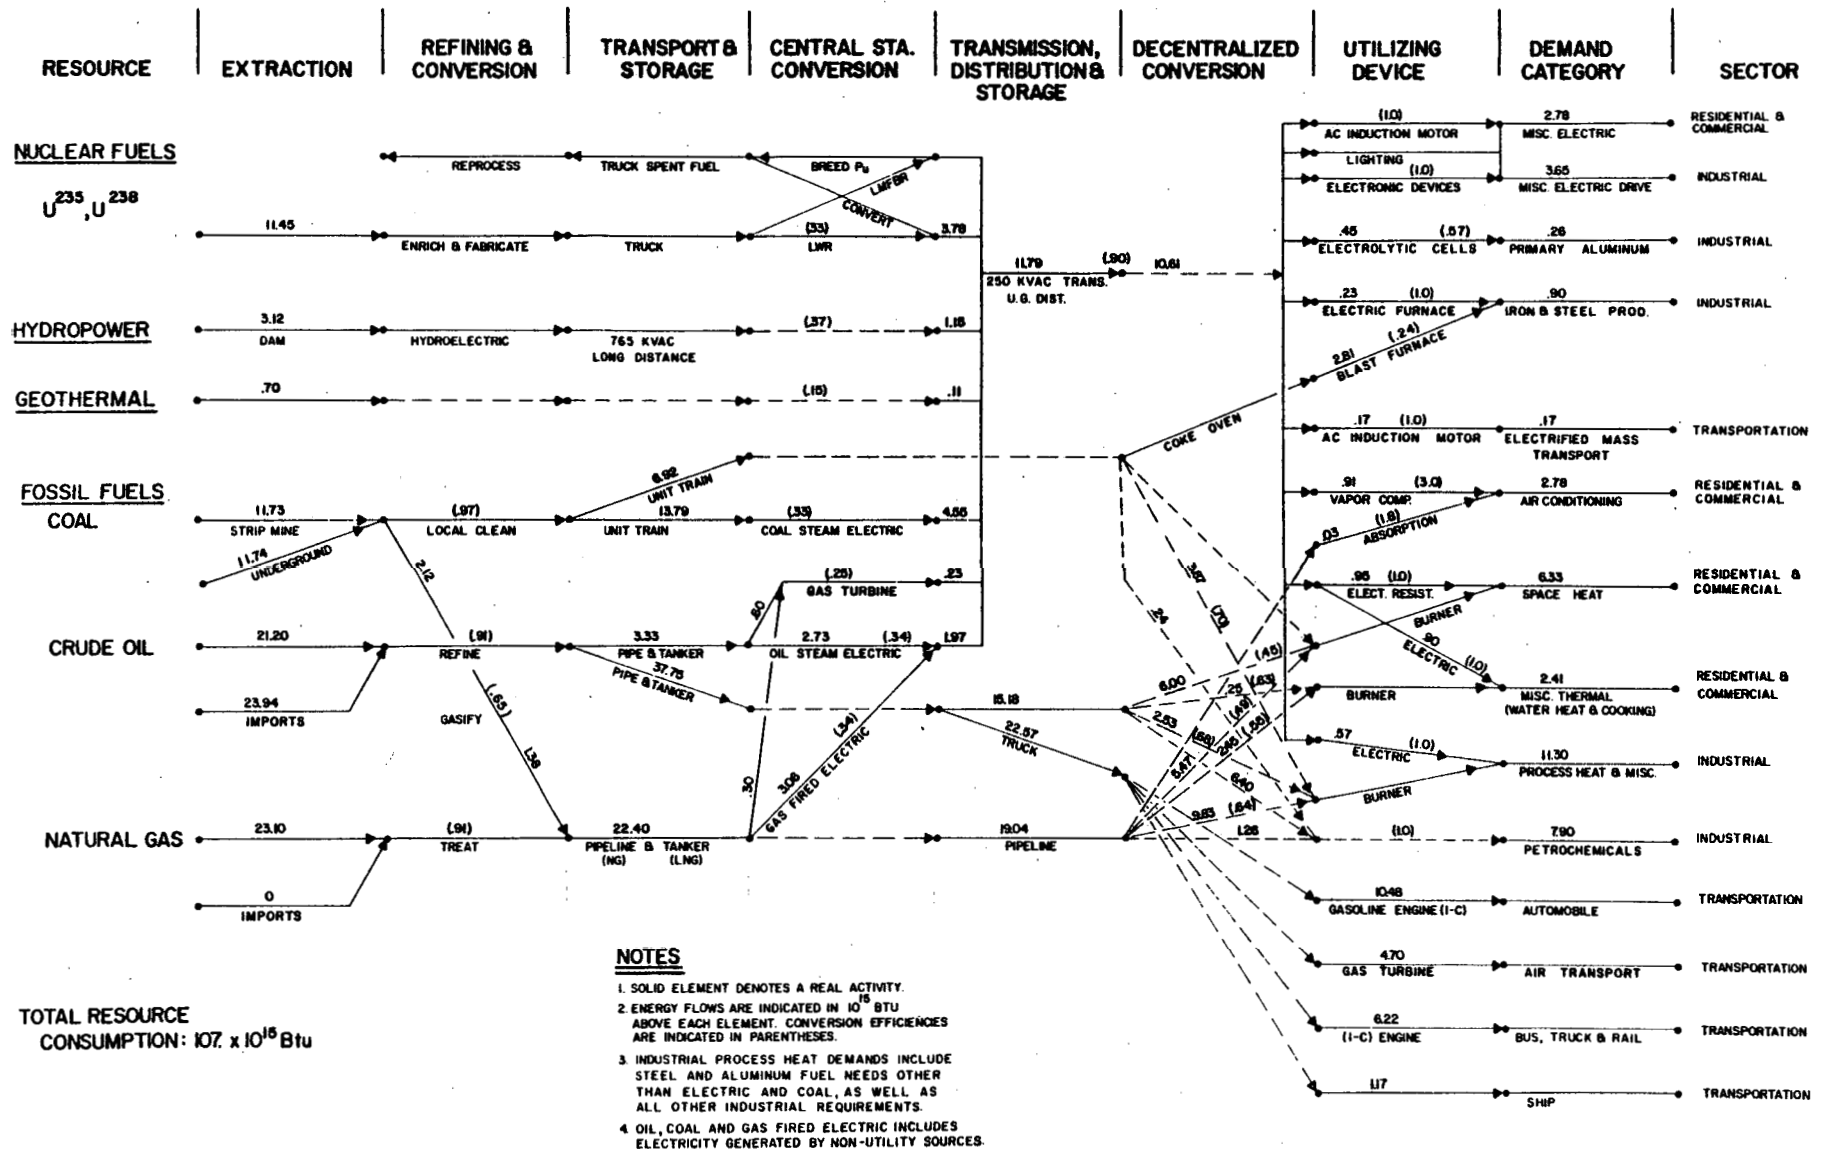 RESOURCE
EXTRACTION
REFINING &
CONVERSION
TRANSPORT &
STORAGE
CENTRAL STA.
CONVERSION
TRANSMISSION,
DISTRIBUTION &
STORAGE
DECENTRALIZED
CONVERSION
UTILIZING
DEVICE
DEMAND
CATEGORY
SECTOR
NUCLEAR FUELS
U235, U238
REPROCESS
TRUCK SPENT FUEL
BREED Pu
LMFBR
CONVERT
11.45
ENRICH & FABRICATE
TRUCK
(.33)
LWR
3.78
11.79 (.90)
250 KVAC TRANS.
U.G. DIST.
10.61
HYDROPOWER
3.12
DAM
HYDROELECTRIC
765 KVAC
LONG DISTANCE
(.37)
1.15
GEOTHERMAL
.70
(.15)
.11
FOSSIL FUELS
COAL
11.73
STRIP MINE
11.74
UNDERGROUND
(.97)
LOCAL CLEAN
6.92
UNIT TRAIN
13.79
UNIT TRAIN
(.33)
COAL STEAM ELECTRIC
4.55
2.12
(.65)
GASIFY
1.38
(.25)
GAS TURBINE
.23
.60
CRUDE OIL
21.20
(.91)
REFINE
3.33
PIPE & TANKER
37.75
PIPE & TANKER
2.73 (.34)
OIL STEAM ELECTRIC
1.97
23.94
IMPORTS
15.18
22.57
TRUCK
.30
3.06 (.34)
GAS FIRED ELECTRIC
NATURAL GAS
23.10
(.91)
TREAT
22.40
PIPELINE & TANKER
(NG) (LNG)
19.04
PIPELINE
0
IMPORTS
COKE OVEN
3.87 (.70)
.24
6.00 (.45)
.25 (.63)
2.53 (.68)
(.49)
5.47
2.45 (.55)
6.40
9.83 (.64)
1.26
(1.0)
AC INDUCTION MOTOR
2.78
MISC. ELECTRIC
RESIDENTIAL &
COMMERCIAL
LIGHTING
(1.0)
ELECTRONIC DEVICES
3.65
MISC. ELECTRIC DRIVE
INDUSTRIAL
.45 (.57)
ELECTROLYTIC CELLS
.26
PRIMARY ALUMINUM
INDUSTRIAL
.23 (1.0)
ELECTRIC FURNACE
.90
IRON & STEEL PROD.
INDUSTRIAL
2.81 (.24)
BLAST FURNACE
.17 (1.0)
AC INDUCTION MOTOR
.17
ELECTRIFIED MASS
TRANSPORT
TRANSPORTATION
.91 (3.0)
VAPOR COMP.
2.78
AIR CONDITIONING
RESIDENTIAL &
COMMERCIAL
.03 (1.8)
ABSORPTION
.95 (1.0)
ELECT. RESIST.
6.33
SPACE HEAT
RESIDENTIAL &
COMMERCIAL
BURNER
.90 (1.0)
ELECTRIC
BURNER
2.41
MISC. THERMAL
(WATER HEAT & COOKING)
RESIDENTIAL &
COMMERCIAL
.57 (1.0)
ELECTRIC
11.30
PROCESS HEAT & MISC.
INDUSTRIAL
BURNER
(1.0)
7.90
PETROCHEMICALS
INDUSTRIAL
10.48
GASOLINE ENGINE (I-C)
AUTOMOBILE
TRANSPORTATION
4.70
GAS TURBINE
AIR TRANSPORT
TRANSPORTATION
6.22
(I-C) ENGINE
BUS, TRUCK & RAIL
TRANSPORTATION
1.17
SHIP
TRANSPORTATION
TOTAL RESOURCE
CONSUMPTION: 107. x 1015 Btu
NOTES
1. SOLID ELEMENT DENOTES A REAL ACTIVITY.
2. ENERGY FLOWS ARE INDICATED IN 10 15 BTU
ABOVE EACH ELEMENT. CONVERSION EFFICIENCIES
ARE INDICATED IN PARENTHESES.
3. INDUSTRIAL PROCESS HEAT DEMANDS INCLUDE
STEEL AND ALUMINUM FUEL NEEDS OTHER
THAN ELECTRIC AND COAL, AS WELL AS
ALL OTHER INDUSTRIAL REQUIREMENTS.
4. OIL, COAL AND GAS FIRED ELECTRIC INCLUDES
ELECTRICITY GENERATED BY NON-UTILITY SOURCES.